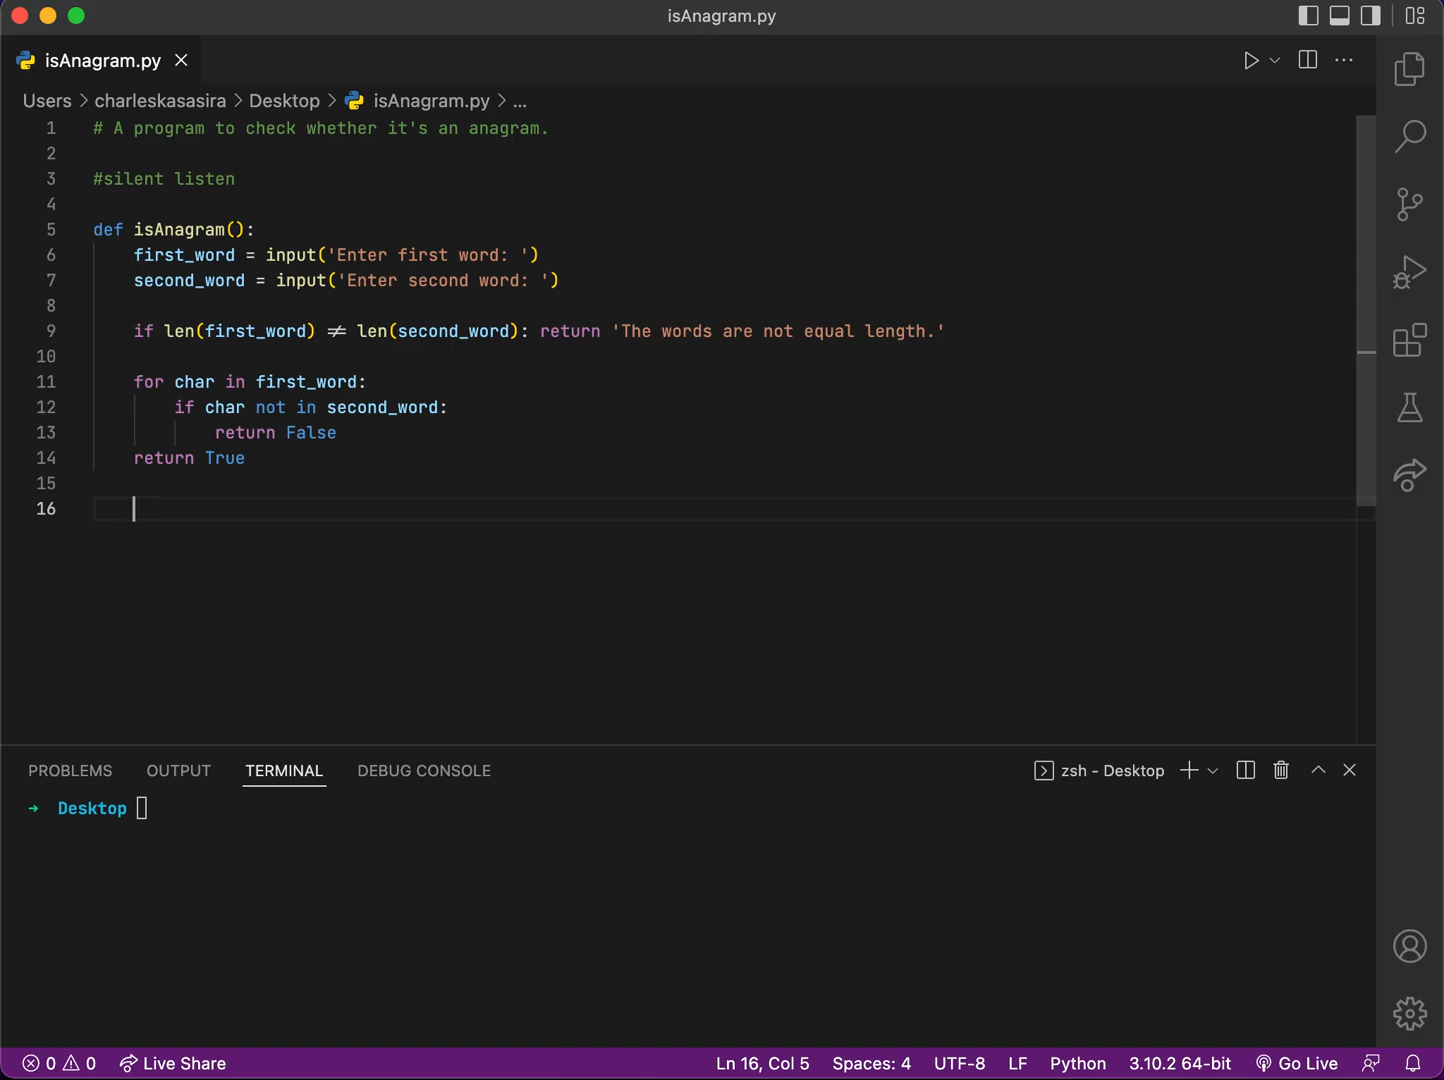 isAnagram.py
isAnagram.py
Users > charleskasasira > Desktop > isAnagram.py > ...
1 # A program to check whether it's an anagram.
2
3 #silent listen
4
5 def isAnagram():
6 first_word = input('Enter first word: ')
7 second_word = input('Enter second word: ')
8
9 if len(first_word) ≠ len(second_word): return 'The words are not equal length.'
10
11 for char in first_word:
12 if char not in second_word:
13 return False
14 return True
15
16
PROBLEMS OUTPUT TERMINAL DEBUG CONSOLE zsh - Desktop
→ Desktop
0 0 Live Share Ln 16, Col 5 Spaces: 4 UTF-8 LF Python 3.10.2 64-bit Go Live